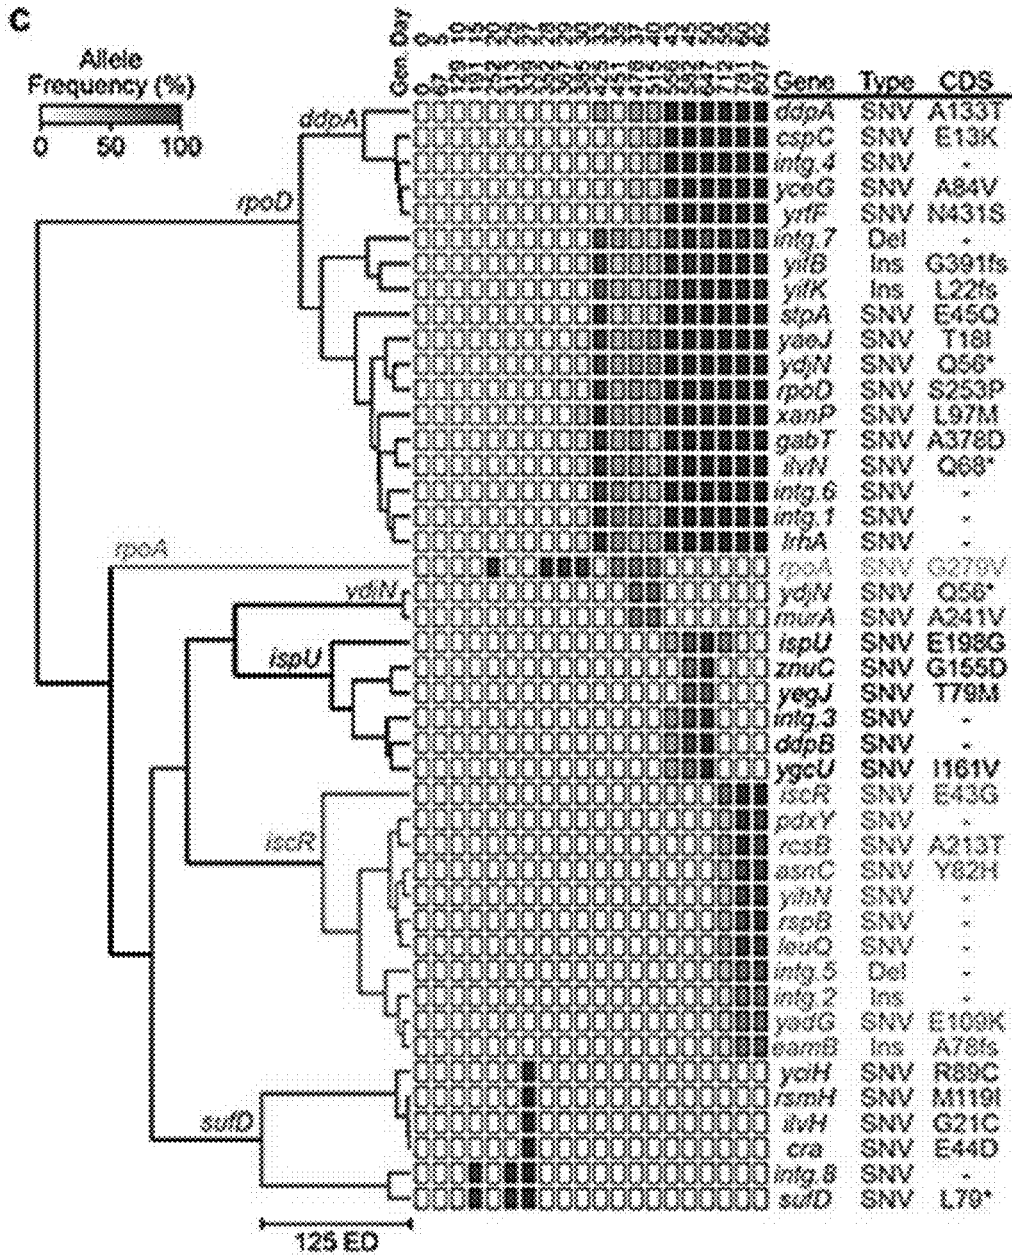 C
Allele
Frequency (%)
0 50 100
Gen. Day
Gene Type CDS
ddpA SNV A133T
cspC SNV E13K
intg.4 SNV -
yceG SNV A84V
yrfF SNV N431S
intg.7 Del -
yifB Ins G391fs
yifK Ins L22fs
stpA SNV E45Q
yaeJ SNV T18I
ydjN SNV Q56*
rpoD SNV S253P
xanP SNV L97M
gabT SNV A378D
ilvN SNV Q68*
intg.6 SNV -
intg.1 SNV -
lrhA SNV -
rpoA SNV G279V
ydjN SNV Q56*
murA SNV A241V
ispU SNV E198G
znuC SNV G155D
yegJ SNV T79M
intg.3 SNV -
ddpB SNV -
ygcU SNV I161V
iscR SNV E43G
pdxY SNV -
rcsB SNV A213T
asnC SNV Y82H
yihN SNV -
rspB SNV -
leuQ SNV -
intg.5 Del -
intg.2 Ins -
yadG SNV E109K
eamB Ins A78fs
yciH SNV R89C
rsmH SNV M119I
ilvH SNV G21C
cra SNV E44D
intg.8 SNV -
sufD SNV L79*
ddpA
rpoD
rpoA
ydjN
ispU
iscR
sufD
125 ED